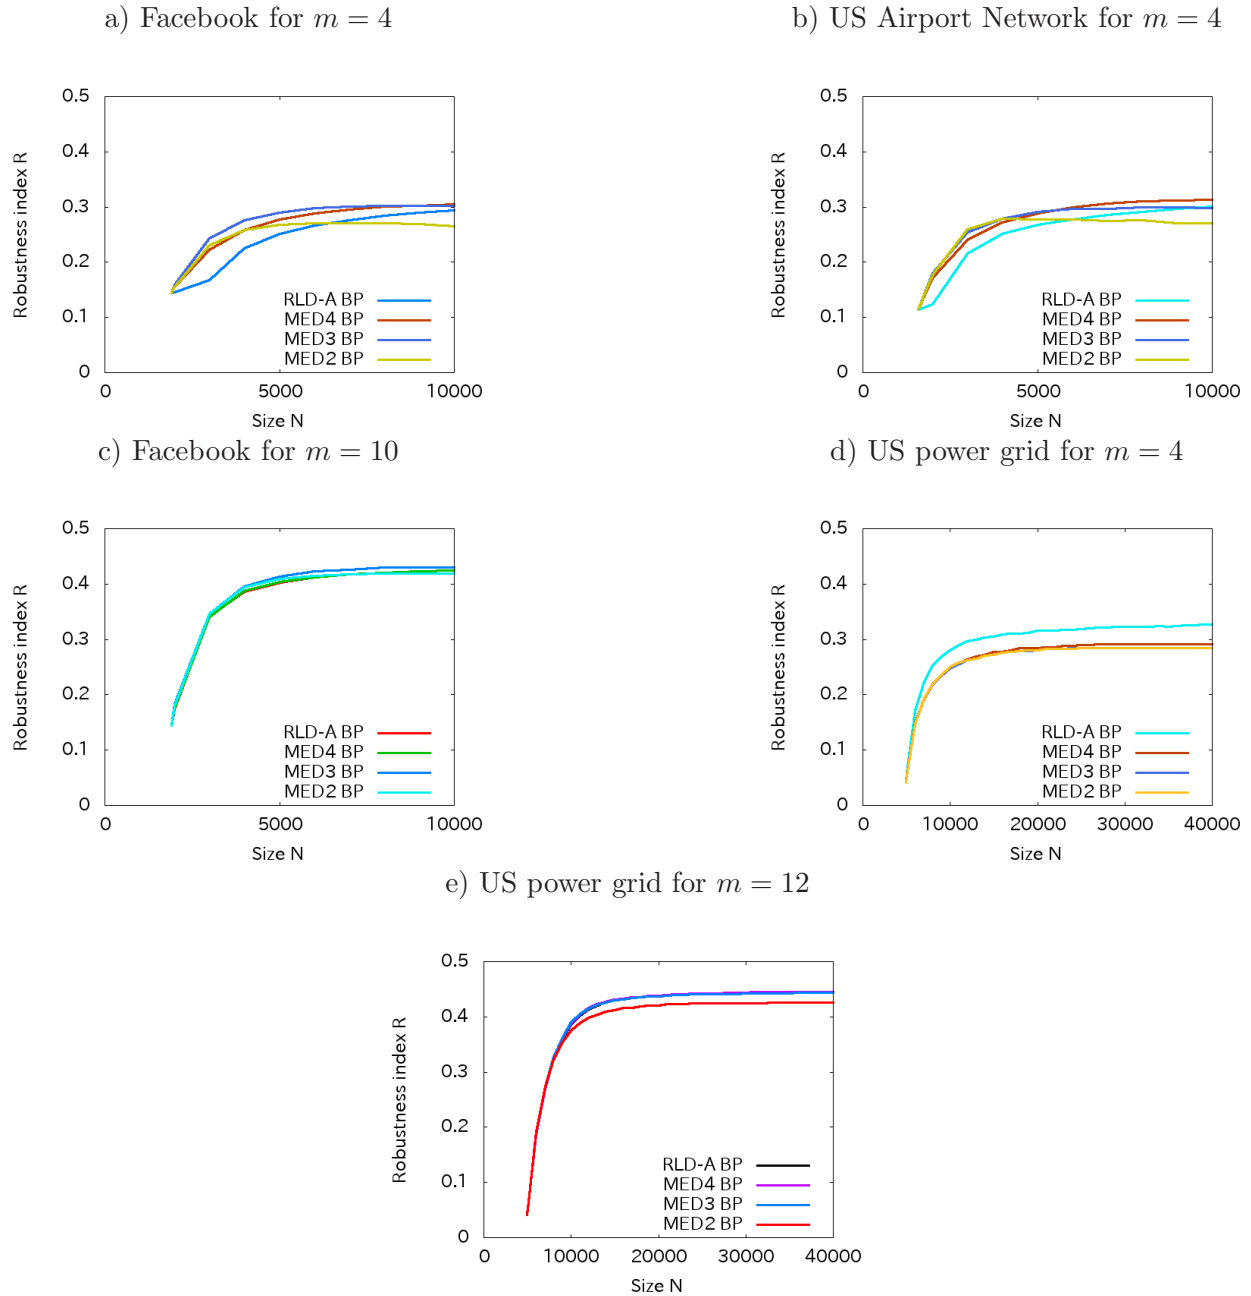 a) Facebook for m = 4
b) US Airport Network for m = 4
0.5
0.4
0.3
0.2
0.1
0
Robustness index R
RLD-A BP
MED4 BP
MED3 BP
MED2 BP
0
5000
10000
Size N
0.5
0.4
0.3
0.2
0.1
0
Robustness index R
RLD-A BP
MED4 BP
MED3 BP
MED2 BP
0
5000
10000
Size N
c) Facebook for m = 10
d) US power grid for m = 4
0.5
0.4
0.3
0.2
0.1
0
Robustness index R
RLD-A BP
MED4 BP
MED3 BP
MED2 BP
0
5000
10000
Size N
0.5
0.4
0.3
0.2
0.1
0
Robustness index R
RLD-A BP
MED4 BP
MED3 BP
MED2 BP
0
10000
20000
30000
40000
Size N
e) US power grid for m = 12
0.5
0.4
0.3
0.2
0.1
0
Robustness index R
RLD-A BP
MED4 BP
MED3 BP
MED2 BP
0
10000
20000
30000
40000
Size N